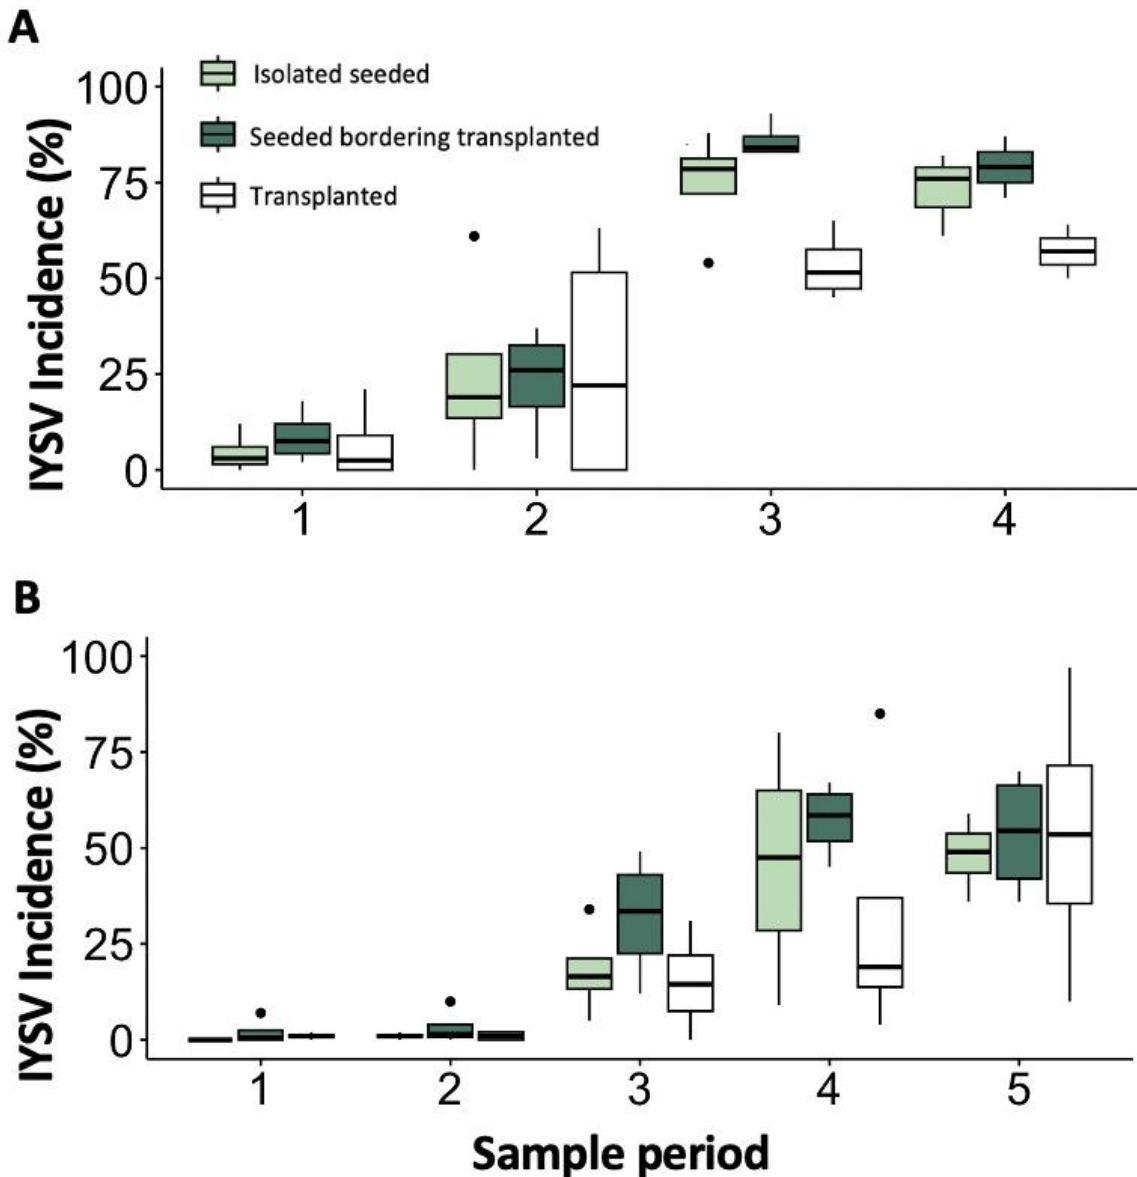 A
Isolated seeded
Seeded bordering transplanted
Transplanted
IYSV Incidence (%)
100
75
50
25
0
1 2 3 4
B
IYSV Incidence (%)
100
75
50
25
0
1 2 3 4 5
Sample period